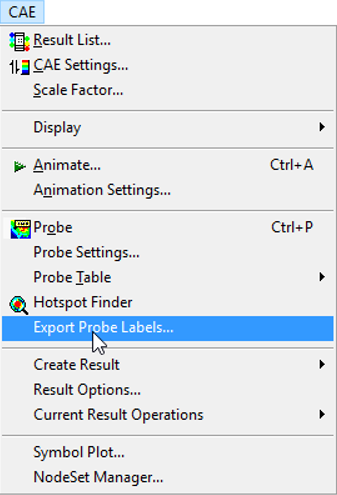 CAE
Result List...
CAE Settings...
Scale Factor...
Display
Animate... Ctrl+A
Animation Settings...
Probe Ctrl+P
Probe Settings...
Probe Table
Hotspot Finder
Export Probe Labels...
Create Result
Result Options...
Current Result Operations
Symbol Plot...
NodeSet Manager...